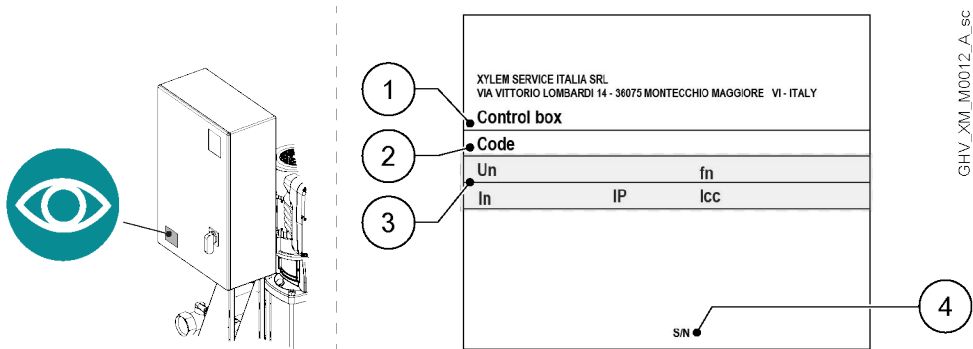 1
2
3
4
XYLEM SERVICE ITALIA SRL
VIA VITTORIO LOMBARDI 14 - 36075 MONTECCHIO MAGGIORE VI - ITALY
Control box
Code
Un fn
In IP Icc
S/N
GHV_XM_M0012_A_sc